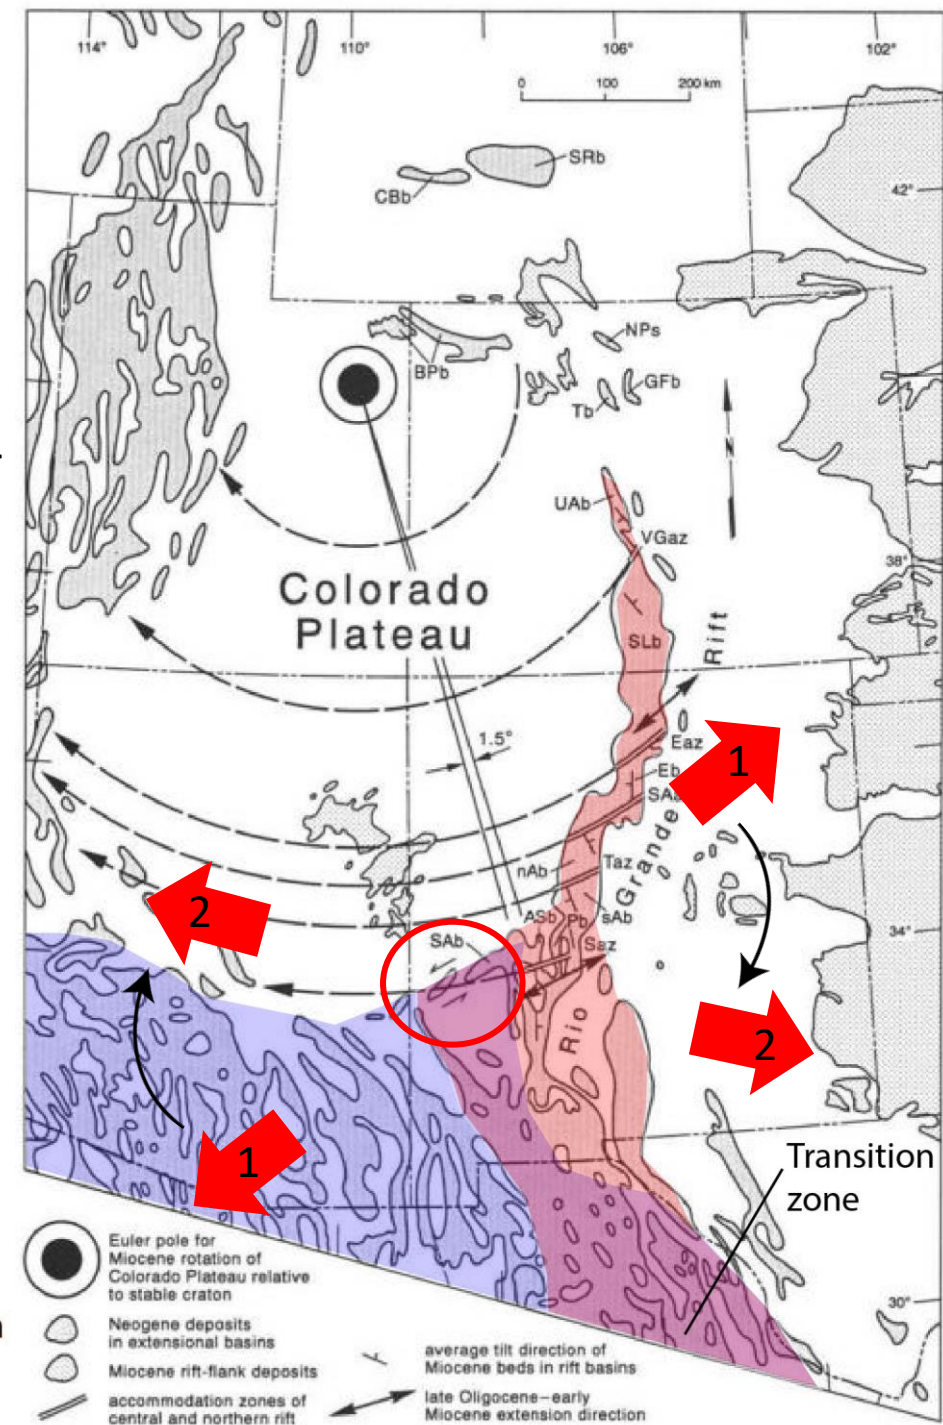 114° 110° 106° 102°
0 100 200 km
SRb
CBb
42°
NPs
BPb
GFb
Tb
N
UAb
VGaz
38°
Colorado
Plateau
SLb
Rift
1.5°
Eaz
1
Eb
Grande
nAb
Taz
2
ASb
Pb
sAb
34°
SAb
Saz
Rio
2
1
Transition
zone
30°
Euler pole for
Miocene rotation of
Colorado Plateau relative
to stable craton
Neogene deposits
in extensional basins
Miocene rift-flank deposits
accommodation zones of
central and northern rift
average tilt direction of
Miocene beds in rift basins
late Oligocene–early
Miocene extension direction